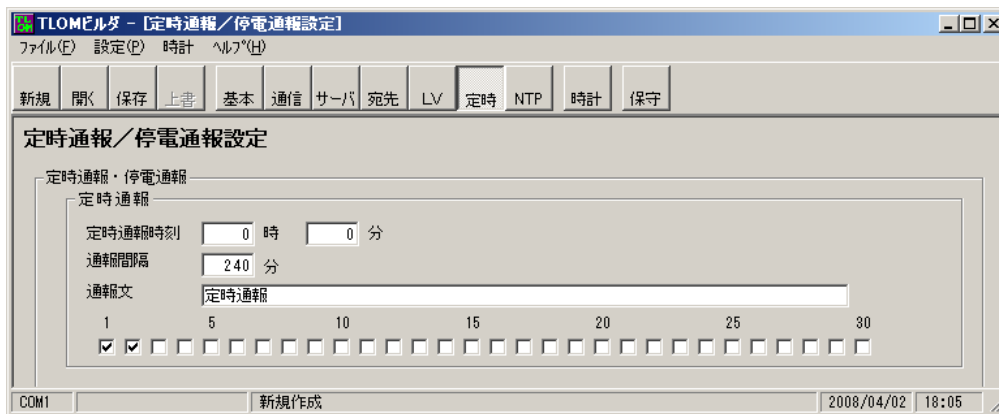 TLOMビルダ - [定時通報/停電通報設定]
ファイル(F) 設定(P) 時計 ヘルプ(H)
新規 開く 保存 上書 基本 通信 サーバ 宛先 LV 定時 NTP 時計 保守
定時通報/停電通報設定
定時通報・停電通報
定時通報
定時通報時刻 0 時 0 分
通報間隔 240 分
通報文 定時通報
1 5 10 15 20 25 30
COM1 新規作成 2008/04/02 18:05